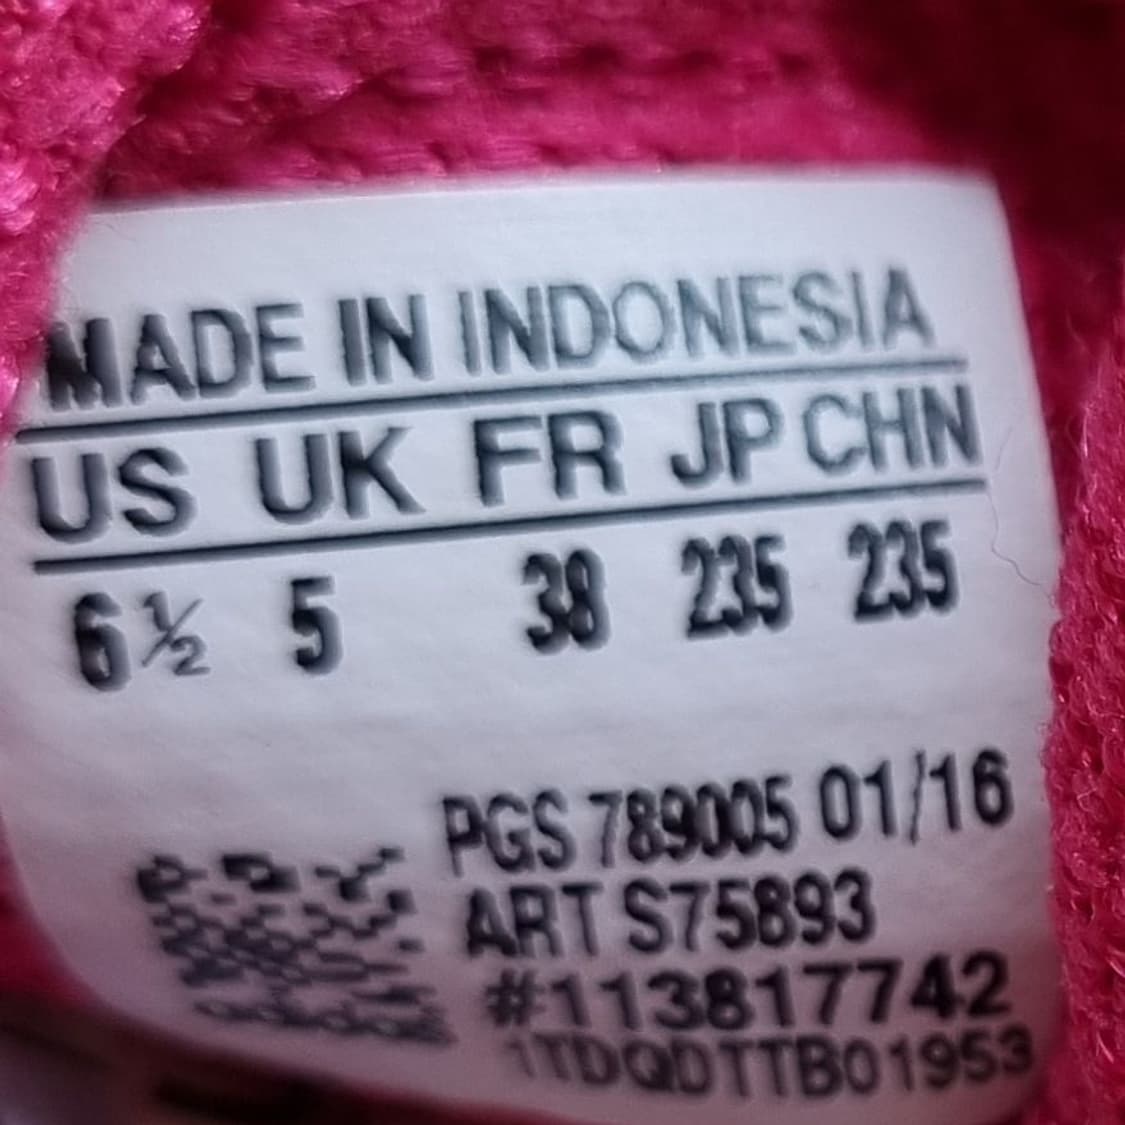 MADE IN INDONESIA
US UK FR JP CHN
6½ 5 38 235 235
PGS 789005 01/16
ART S75893
#113817742
1TDQDTTB01953